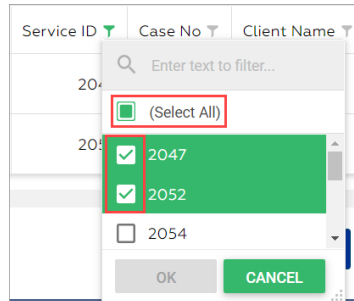 Service ID Case No Client Name
Enter text to filter...
(Select All)
2047
2052
2054
OK CANCEL